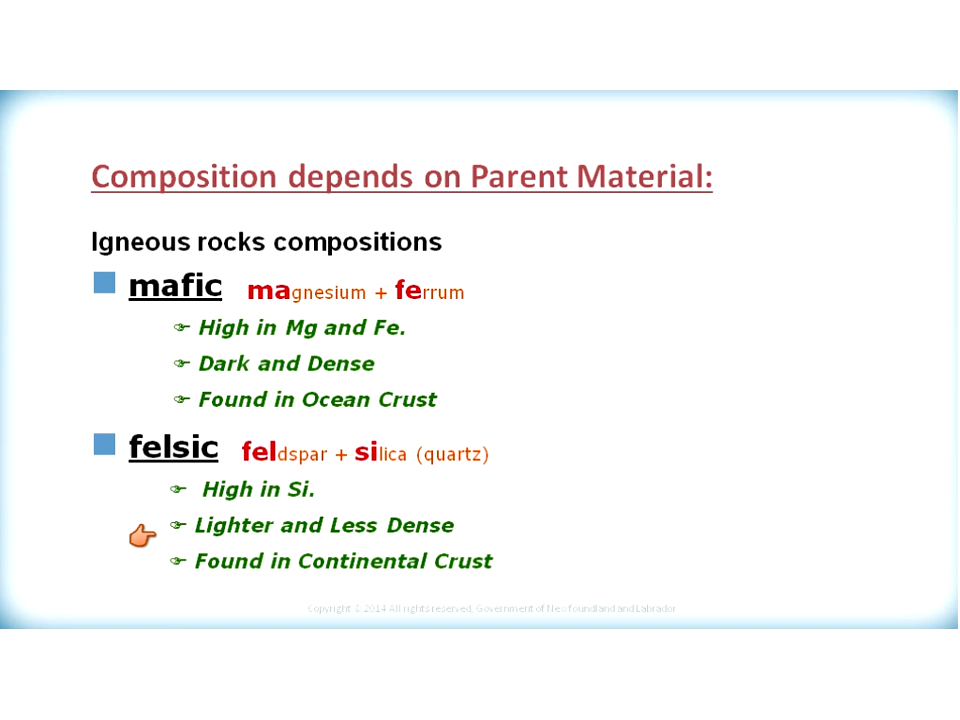 Composition depends on Parent Material:
Igneous rocks compositions
mafic magnesium + ferrum
High in Mg and Fe.
Dark and Dense
Found in Ocean Crust
felsic feldspar + silica (quartz)
High in Si.
Lighter and Less Dense
Found in Continental Crust
Copyright © 2014 All rights reserved, Government of Newfoundland and Labrador